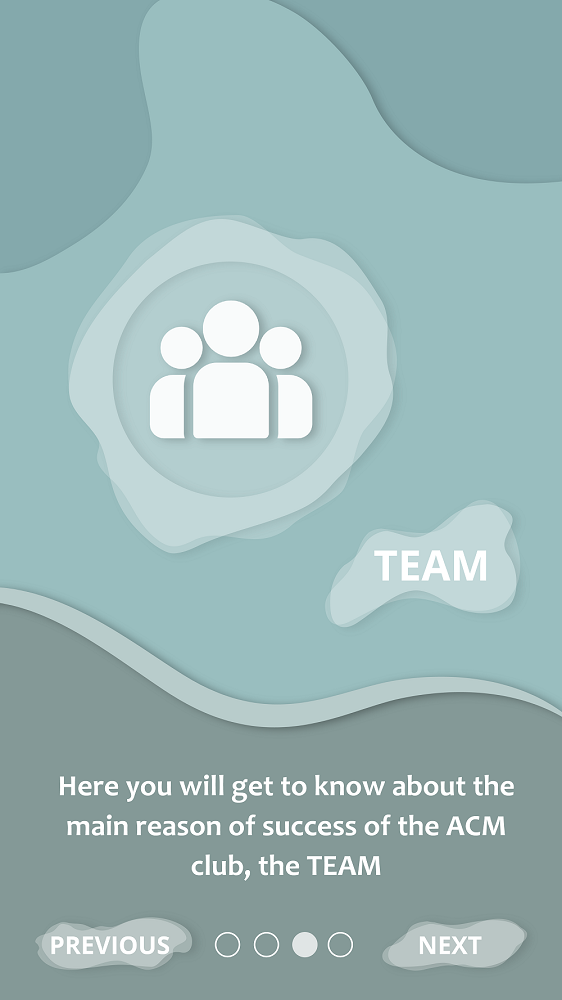 TEAM
Here you will get to know about the
main reason of success of the ACM
club, the TEAM
PREVIOUS
NEXT